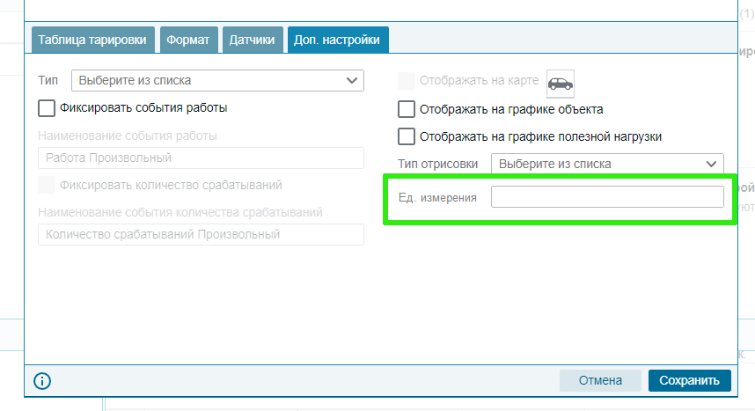 Таблица тарировки Формат Датчики Доп. настройки
Тип Выберите из списка
Фиксировать события работы
Наименование события работы
Работа Произвольный
Фиксировать количество срабатываний
Наименование события количества срабатываний
Количество срабатываний Произвольный
Отображать на карте
Отображать на графике объекта
Отображать на графике полезной нагрузки
Тип отрисовки Выберите из списка
Ед. измерения
Отмена Сохранить
(1)